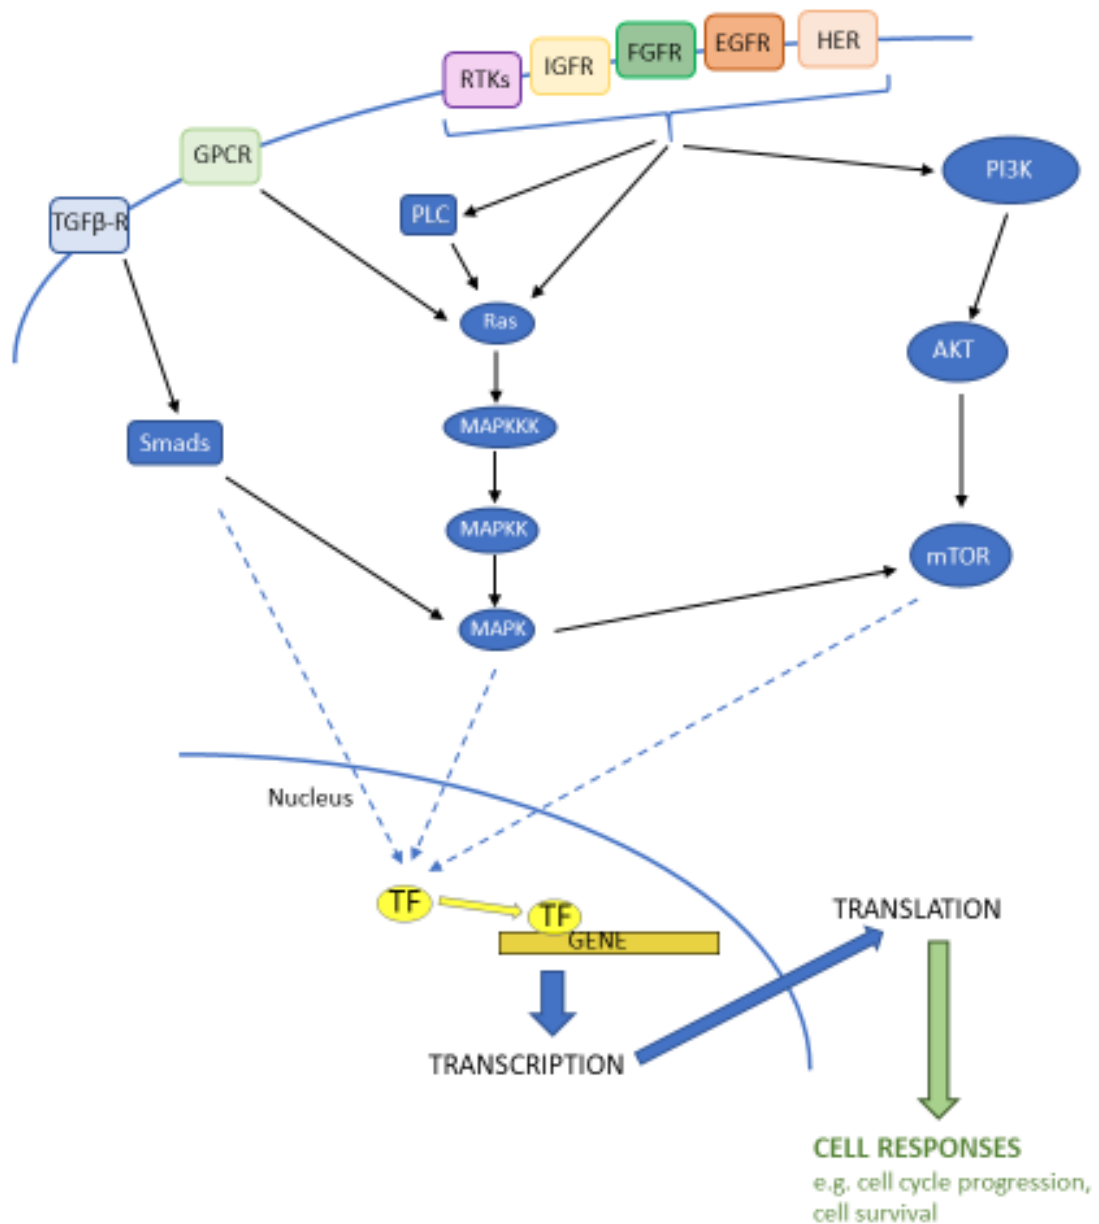 HER
EGFR
FGFR
IGFR
RTKs
GPCR
PI3K
TGFβ-R
PLC
Ras
AKT
MAPKKK
Smads
MAPKK
mTOR
MAPK
Nucleus
TF
TF
GENE
TRANSLATION
TRANSCRIPTION
CELL RESPONSES
e.g. cell cycle progression,
cell survival